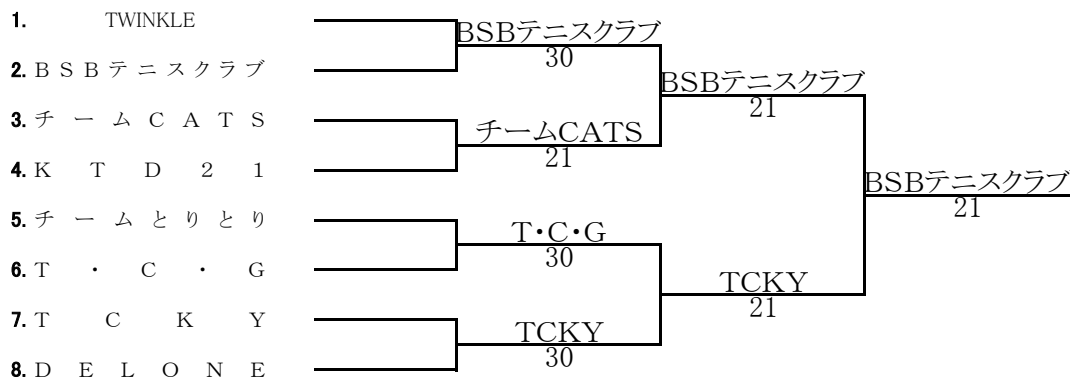 1. TWINKLE
2. BSBテニスクラブ
3. チームCATS
4. KTD21
5. チームとりとり
6. T・C・G
7. TCKY
8. DELONE
BSBテニスクラブ
30
チームCATS
21
T・C・G
30
TCKY
30
BSBテニスクラブ
21
TCKY
21
BSBテニスクラブ
21